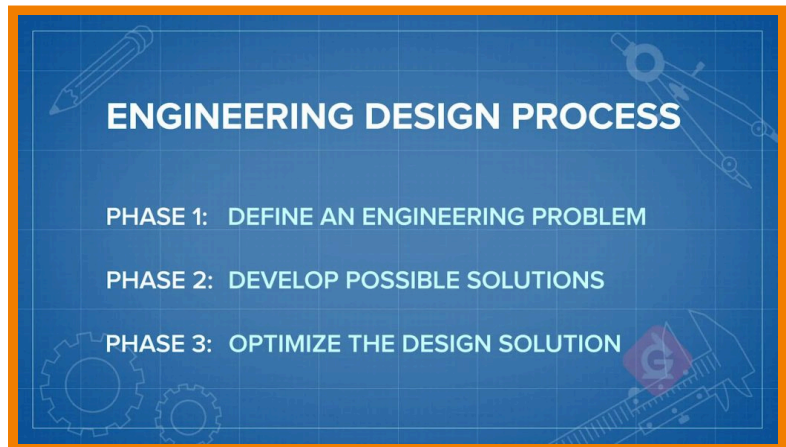 ENGINEERING DESIGN PROCESS
PHASE 1: DEFINE AN ENGINEERING PROBLEM
PHASE 2: DEVELOP POSSIBLE SOLUTIONS
PHASE 3: OPTIMIZE THE DESIGN SOLUTION
G